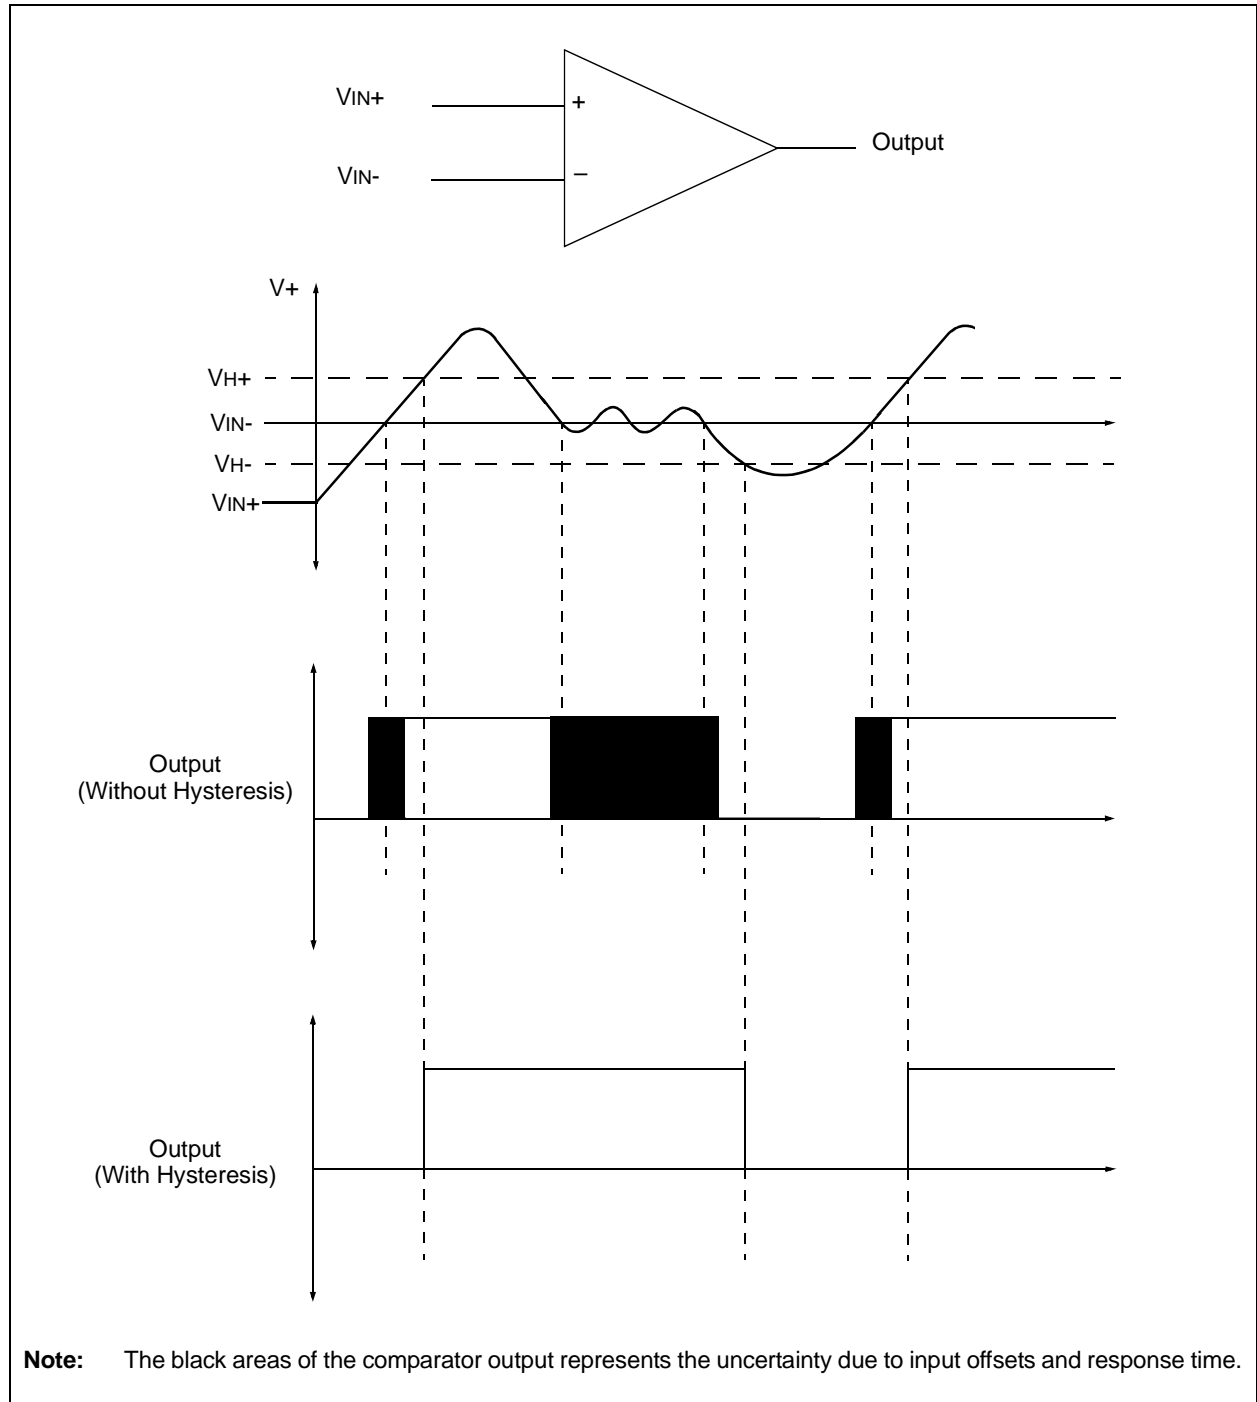 VIN+
+
Output
VIN-
–
V+
VH+
VIN-
VH-
VIN+
Output
(Without Hysteresis)
Output
(With Hysteresis)
Note: The black areas of the comparator output represents the uncertainty due to input offsets and response time.